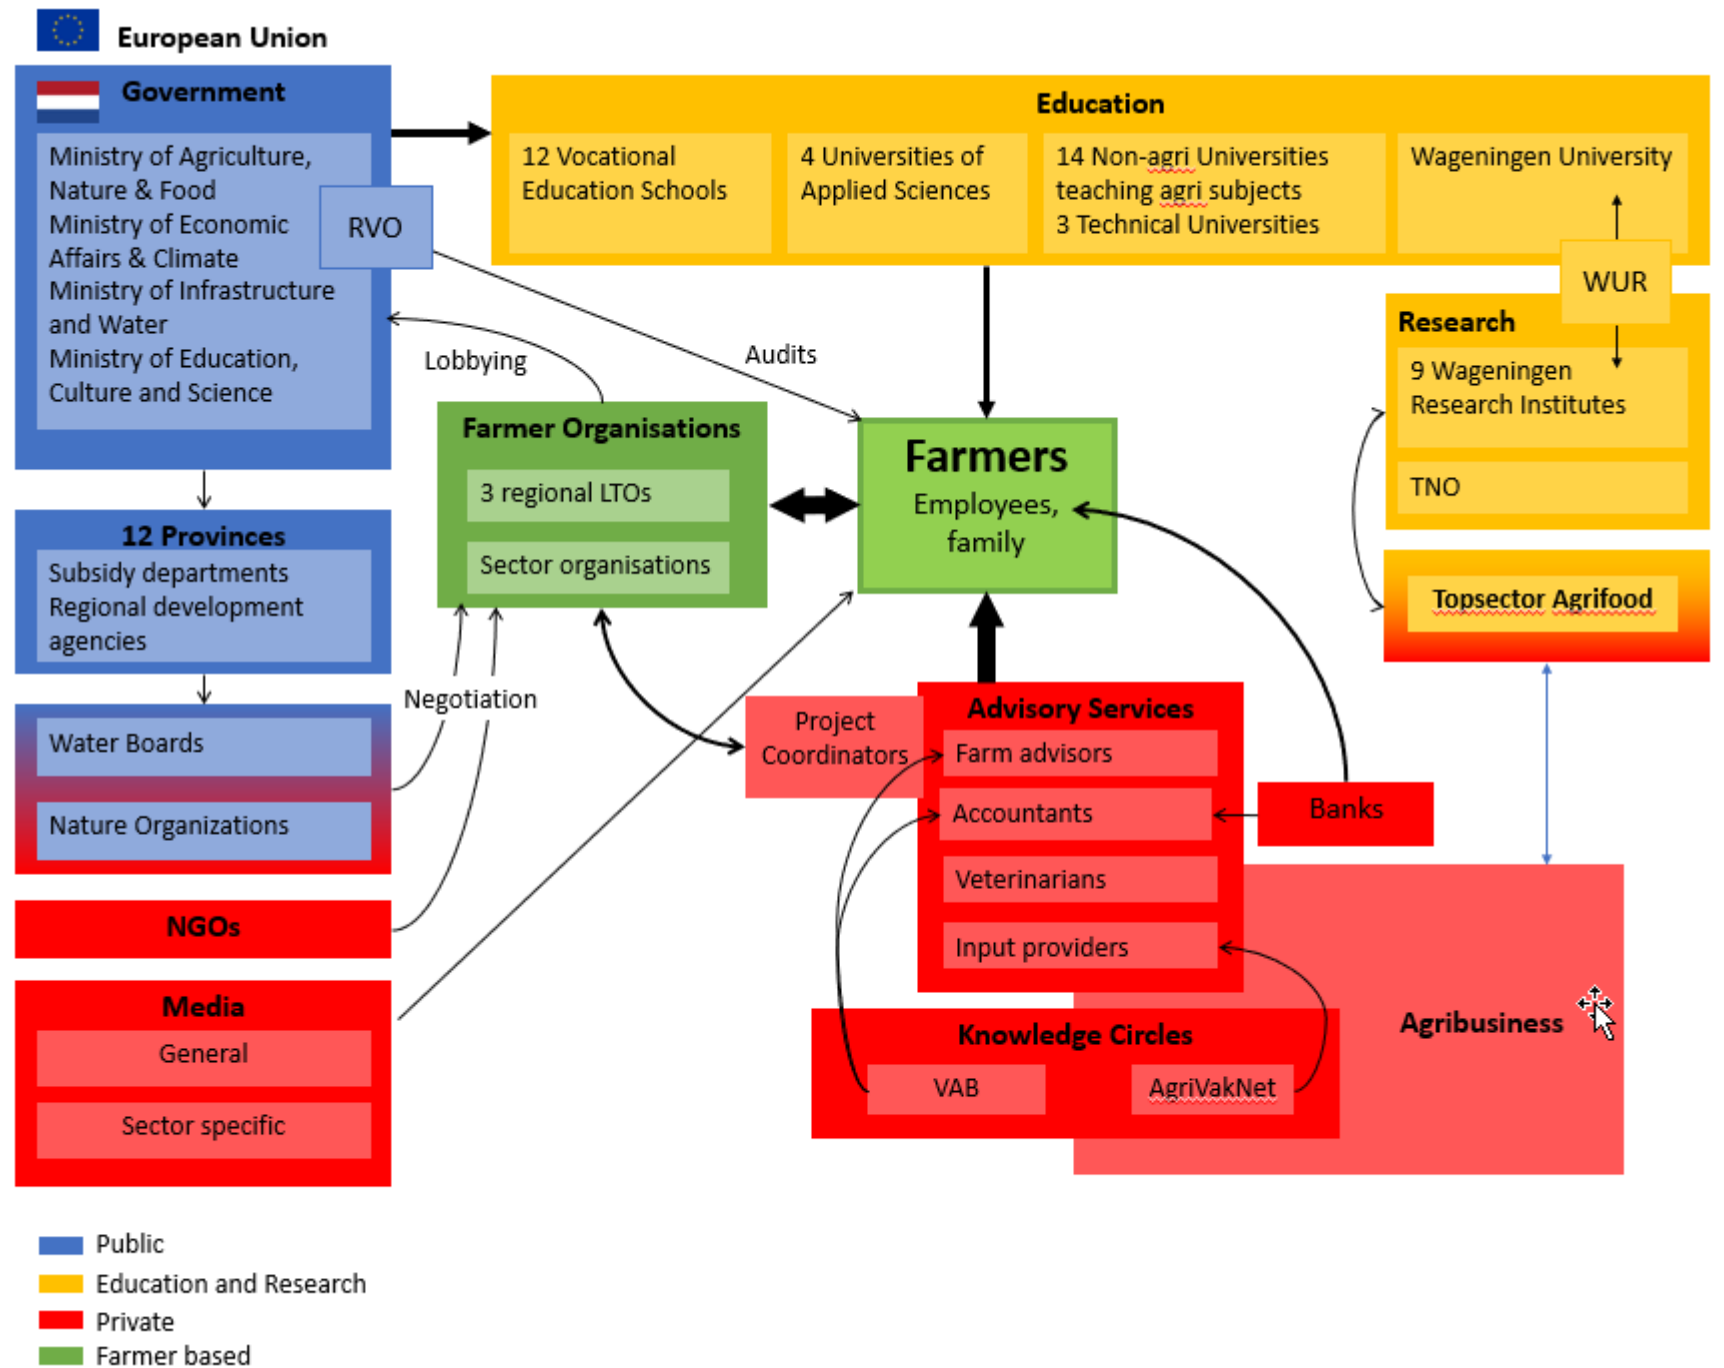 European Union
Government
Ministry of Agriculture,
Nature & Food
Ministry of Economic
Affairs & Climate
Ministry of Infrastructure
and Water
Ministry of Education,
Culture and Science
RVO
Education
12 Vocational
Education Schools
4 Universities of
Applied Sciences
14 Non-agri Universities
teaching agri subjects
3 Technical Universities
Wageningen University
WUR
Research
9 Wageningen
Research Institutes
TNO
Topsector Agrifood
Lobbying
Audits
Farmer Organisations
3 regional LTOs
Sector organisations
Farmers
Employees,
family
12 Provinces
Subsidy departments
Regional development
agencies
Negotiation
Water Boards
Nature Organizations
NGOs
Media
General
Sector specific
Project
Coordinators
Advisory Services
Farm advisors
Accountants
Veterinarians
Input providers
Banks
Agribusiness
Knowledge Circles
VAB
AgriVakNet
Public
Education and Research
Private
Farmer based